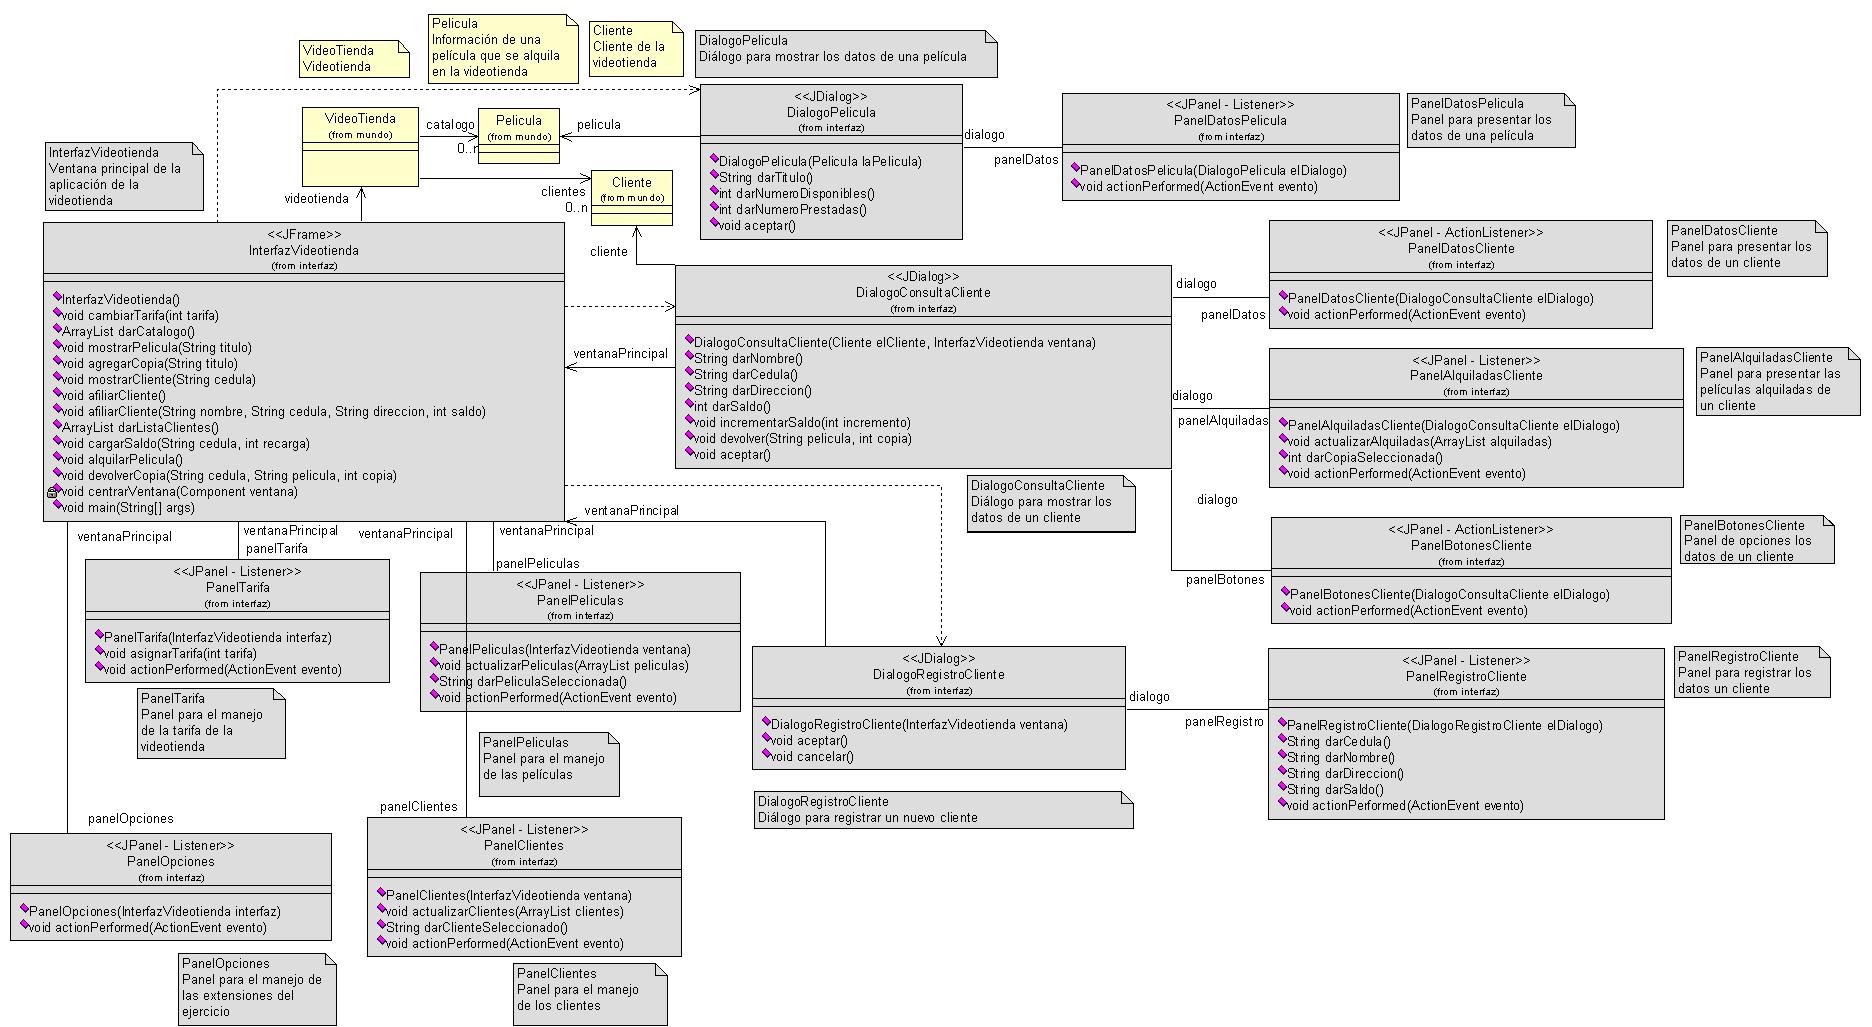 VideoTienda
Videotienda
Pelicula
Información de una
película que se alquila
en la videotienda
Cliente
Cliente de la
videotienda
DialogoPelicula
Diálogo para mostrar los datos de una película
VideoTienda
(from mundo)
catalogo
0..n
Pelicula
(from mundo)
pelicula
clientes
0..n
Cliente
(from mundo)
cliente
videotienda
<<JDialog>>
DialogoPelicula
(from interfaz)
DialogoPelicula(Pelicula laPelicula)
String darTitulo()
int darNumeroDisponibles()
int darNumeroPrestadas()
void aceptar()
dialogo
panelDatos
<<JPanel - Listener>>
PanelDatosPelicula
(from interfaz)
PanelDatosPelicula(DialogoPelicula elDialogo)
void actionPerformed(ActionEvent evento)
PanelDatosPelicula
Panel para presentar los
datos de una película
InterfazVideotienda
Ventana principal de la
aplicación de la
videotienda
<<JFrame>>
InterfazVideotienda
(from interfaz)
InterfazVideotienda()
void cambiarTarifa(int tarifa)
ArrayList darCatalogo()
void mostrarPelicula(String titulo)
void agregarCopia(String titulo)
void mostrarCliente(String cedula)
void afiliarCliente()
void afiliarCliente(String nombre, String cedula, String direccion, int saldo)
ArrayList darListaClientes()
void cargarSaldo(String cedula, int recarga)
void alquilarPelicula()
void devolverCopia(String cedula, String pelicula, int copia)
void centrarVentana(Component ventana)
void main(String[] args)
ventanaPrincipal
<<JDialog>>
DialogoConsultaCliente
(from interfaz)
DialogoConsultaCliente(Cliente elCliente, InterfazVideotienda ventana)
String darNombre()
String darCedula()
String darDireccion()
int darSaldo()
void incrementarSaldo(int incremento)
void devolver(String pelicula, int copia)
void aceptar()
DialogoConsultaCliente
Diálogo para mostrar los
datos de un cliente
dialogo
panelDatos
<<JPanel - ActionListener>>
PanelDatosCliente
(from interfaz)
PanelDatosCliente(DialogoConsultaCliente elDialogo)
void actionPerformed(ActionEvent evento)
PanelDatosCliente
Panel para presentar los
datos de un cliente
dialogo
panelAlquiladas
<<JPanel - Listener>>
PanelAlquiladasCliente
(from interfaz)
PanelAlquiladasCliente(DialogoConsultaCliente elDialogo)
void actualizarAlquiladas(ArrayList alquiladas)
int darCopiaSeleccionada()
void actionPerformed(ActionEvent evento)
PanelAlquiladasCliente
Panel para presentar las
películas alquiladas de
un cliente
dialogo
panelBotones
<<JPanel - ActionListener>>
PanelBotonesCliente
(from interfaz)
PanelBotonesCliente(DialogoConsultaCliente elDialogo)
void actionPerformed(ActionEvent evento)
PanelBotonesCliente
Panel de opciones los
datos de un cliente
ventanaPrincipal
ventanaPrincipal
ventanaPrincipal
ventanaPrincipal
ventanaPrincipal
panelTarifa
<<JPanel - Listener>>
PanelTarifa
(from interfaz)
PanelTarifa(InterfazVideotienda interfaz)
void asignarTarifa(int tarifa)
void actionPerformed(ActionEvent evento)
PanelTarifa
Panel para el manejo
de la tarifa de la
videotienda
panelPeliculas
<<JPanel - Listener>>
PanelPeliculas
(from interfaz)
PanelPeliculas(InterfazVideotienda ventana)
void actualizarPeliculas(ArrayList peliculas)
String darPeliculaSeleccionada()
void actionPerformed(ActionEvent evento)
PanelPeliculas
Panel para el manejo
de las películas
<<JDialog>>
DialogoRegistroCliente
(from interfaz)
DialogoRegistroCliente(InterfazVideotienda ventana)
void aceptar()
void cancelar()
DialogoRegistroCliente
Diálogo para registrar un nuevo cliente
dialogo
panelRegistro
<<JPanel - Listener>>
PanelRegistroCliente
(from interfaz)
PanelRegistroCliente(DialogoRegistroCliente elDialogo)
String darCedula()
String darNombre()
String darDireccion()
String darSaldo()
void actionPerformed(ActionEvent evento)
PanelRegistroCliente
Panel para registrar los
datos un cliente
panelOpciones
<<JPanel - Listener>>
PanelOpciones
(from interfaz)
PanelOpciones(InterfazVideotienda interfaz)
void actionPerformed(ActionEvent evento)
PanelOpciones
Panel para el manejo de
las extensiones del
ejercicio
panelClientes
<<JPanel - Listener>>
PanelClientes
(from interfaz)
PanelClientes(InterfazVideotienda ventana)
void actualizarClientes(ArrayList clientes)
String darClienteSeleccionado()
void actionPerformed(ActionEvent evento)
PanelClientes
Panel para el manejo
de los clientes